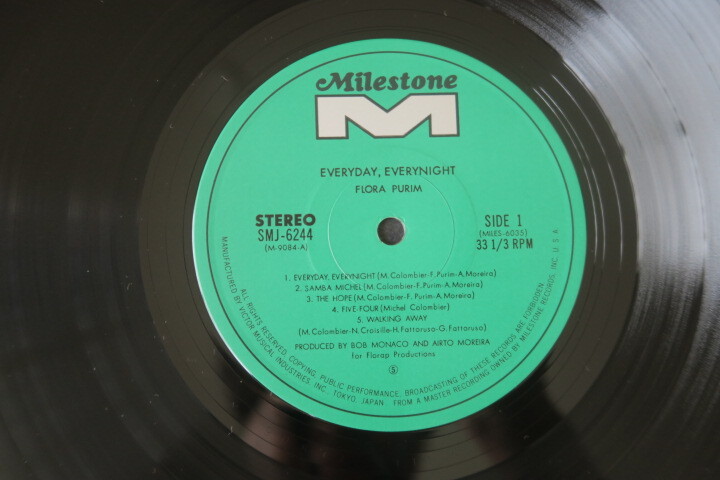 Milestone
M
EVERYDAY, EVERYNIGHT
FLORA PURIM
STEREO
SMJ-6244
(M-9084-A)
SIDE 1
(MILES-6035)
33 1/3 RPM
1. EVERYDAY, EVERYNIGHT (M. Colombier-F. Purim-A. Moreira)
2. SAMBA MICHEL (M. Colombier-F. Purim-A. Moreira)
3. THE HOPE (M. Colombier-F. Purim-A. Moreira)
4. FIVE-FOUR (Michel Colombier)
5. WALKING AWAY
(M. Colombier-N. Croisille-H. Fattoruso-G. Fattoruso)
PRODUCED BY BOB MONACO AND AIRTO MOREIRA
for Florap Productions
S
ALL RIGHTS RESERVED. COPYING, PUBLIC PERFORMANCE, BROADCASTING OF THESE RECORDS ARE FORBIDDEN.
MANUFACTURED BY VICTOR MUSICAL INDUSTRIES, INC. TOKYO, JAPAN. FROM A MASTER RECORDING OWNED BY MILESTONE RECORDS, INC. U.S.A.